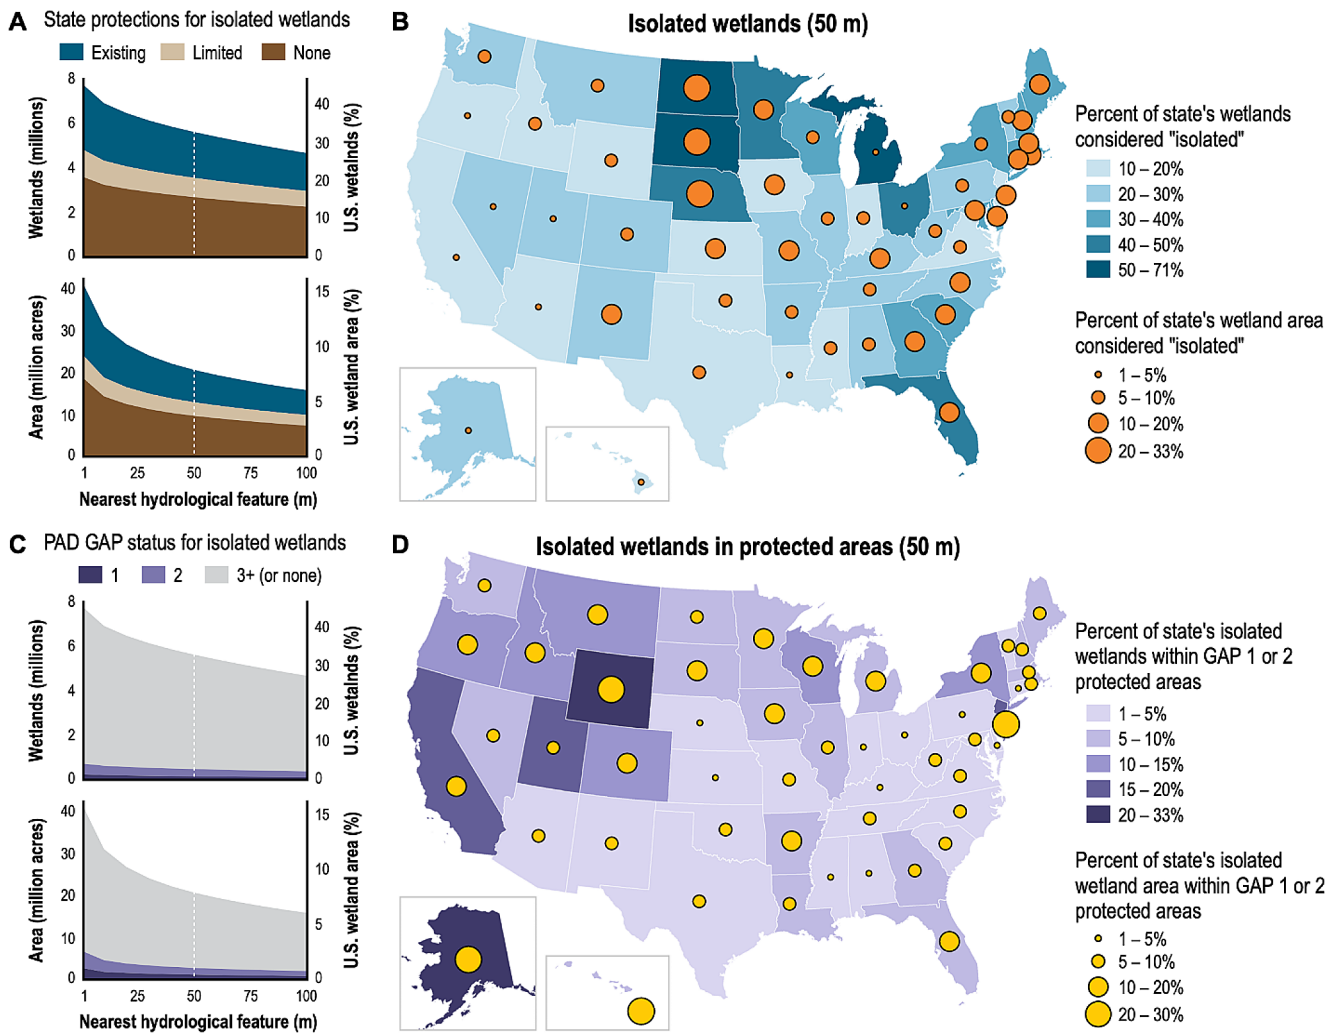 A State protections for isolated wetlands
Existing Limited None
8
6
4
2
0
Wetlands (millions)
40
30
20
10
0
U.S. wetalnds (%)
40
30
20
10
0
Area (million acres)
15
10
5
0
U.S. wetland area (%)
1 25 50 75 100
Nearest hydrological feature (m)
B Isolated wetlands (50 m)
Percent of state's wetlands
considered "isolated"
10 – 20%
20 – 30%
30 – 40%
40 – 50%
50 – 71%
Percent of state's wetland area
considered "isolated"
1 – 5%
5 – 10%
10 – 20%
20 – 33%
C PAD GAP status for isolated wetlands
1 2 3+ (or none)
8
6
4
2
0
Wetlands (millions)
40
30
20
10
0
U.S. wetalnds (%)
40
30
20
10
0
Area (million acres)
15
10
5
0
U.S. wetland area (%)
1 25 50 75 100
Nearest hydrological feature (m)
D Isolated wetlands in protected areas (50 m)
Percent of state's isolated
wetlands within GAP 1 or 2
protected areas
1 – 5%
5 – 10%
10 – 15%
15 – 20%
20 – 33%
Percent of state's isolated
wetland area within GAP 1 or 2
protected areas
1 – 5%
5 – 10%
10 – 20%
20 – 30%